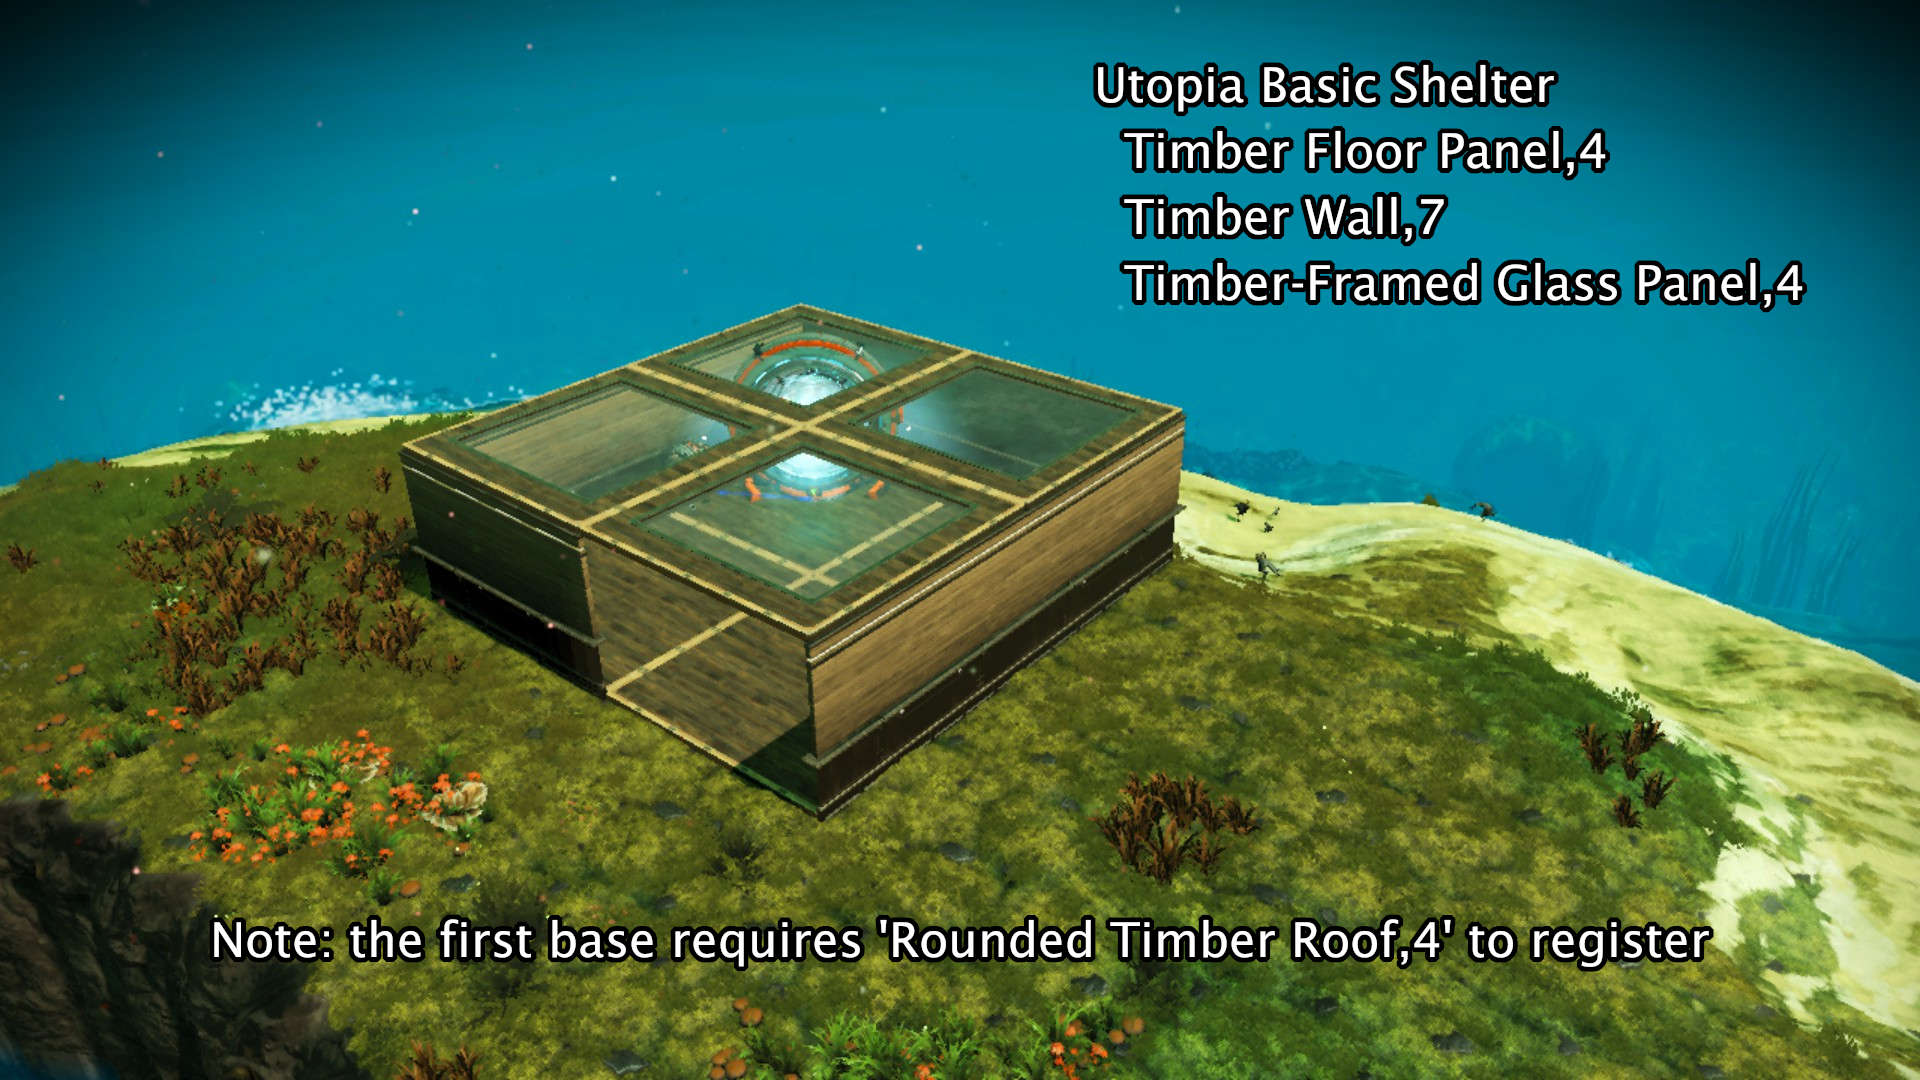 Utopia Basic Shelter
Timber Floor Panel,4
Timber Wall,7
Timber-Framed Glass Panel,4
Note: the first base requires 'Rounded Timber Roof,4' to register